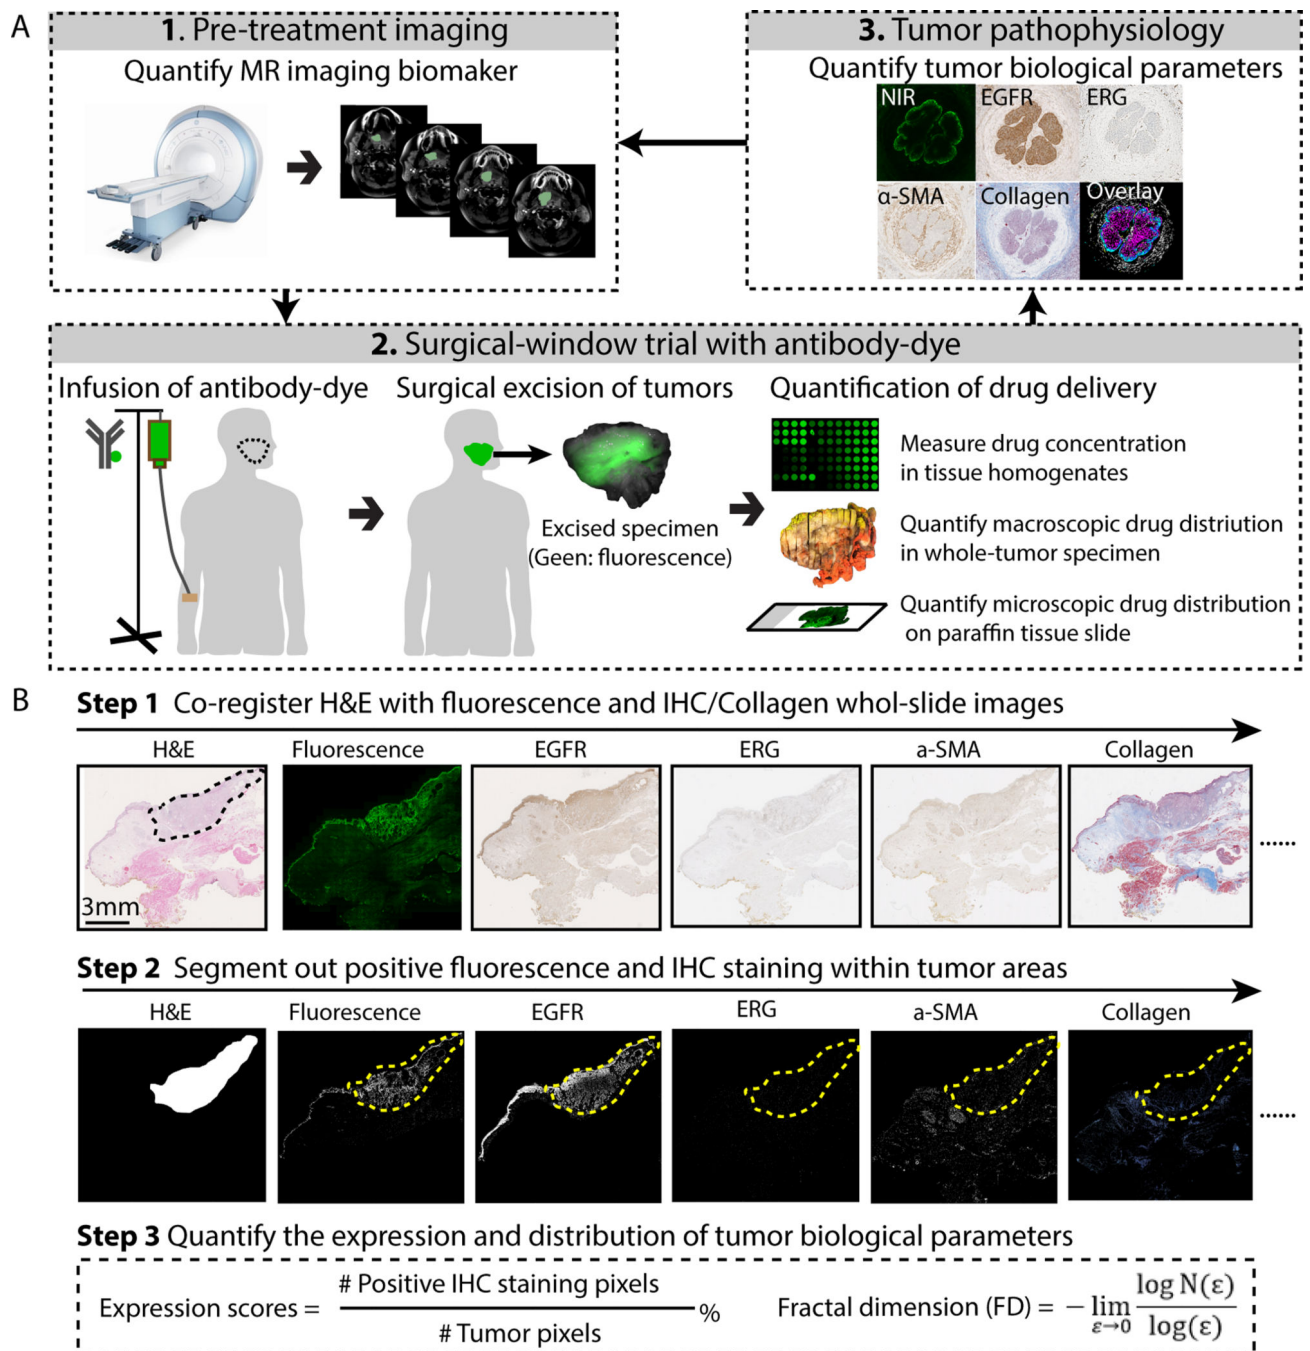 A
1. Pre-treatment imaging
Quantify MR imaging biomaker
3. Tumor pathophysiology
Quantify tumor biological parameters
NIR EGFR ERG
α-SMA Collagen Overlay
2. Surgical-window trial with antibody-dye
Infusion of antibody-dye
Surgical excision of tumors
Excised specimen
(Geen: fluorescence)
Quantification of drug delivery
Measure drug concentration
in tissue homogenates
Quantify macroscopic drug distriution
in whole-tumor specimen
Quantify microscopic drug distribution
on paraffin tissue slide
B
Step 1 Co-register H&E with fluorescence and IHC/Collagen whol-slide images
H&E Fluorescence EGFR ERG a-SMA Collagen
3mm
......
Step 2 Segment out positive fluorescence and IHC staining within tumor areas
H&E Fluorescence EGFR ERG a-SMA Collagen
......
Step 3 Quantify the expression and distribution of tumor biological parameters
Expression scores = # Positive IHC staining pixels / # Tumor pixels %
Fractal dimension (FD) = − lim ε→0 log N(ε) / log(ε)